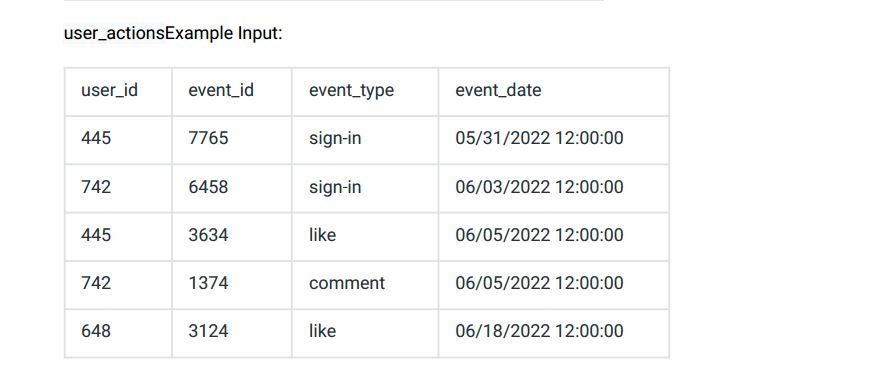 user_actionsExample Input:
user_id event_id event_type event_date
445 7765 sign-in 05/31/2022 12:00:00
742 6458 sign-in 06/03/2022 12:00:00
445 3634 like 06/05/2022 12:00:00
742 1374 comment 06/05/2022 12:00:00
648 3124 like 06/18/2022 12:00:00